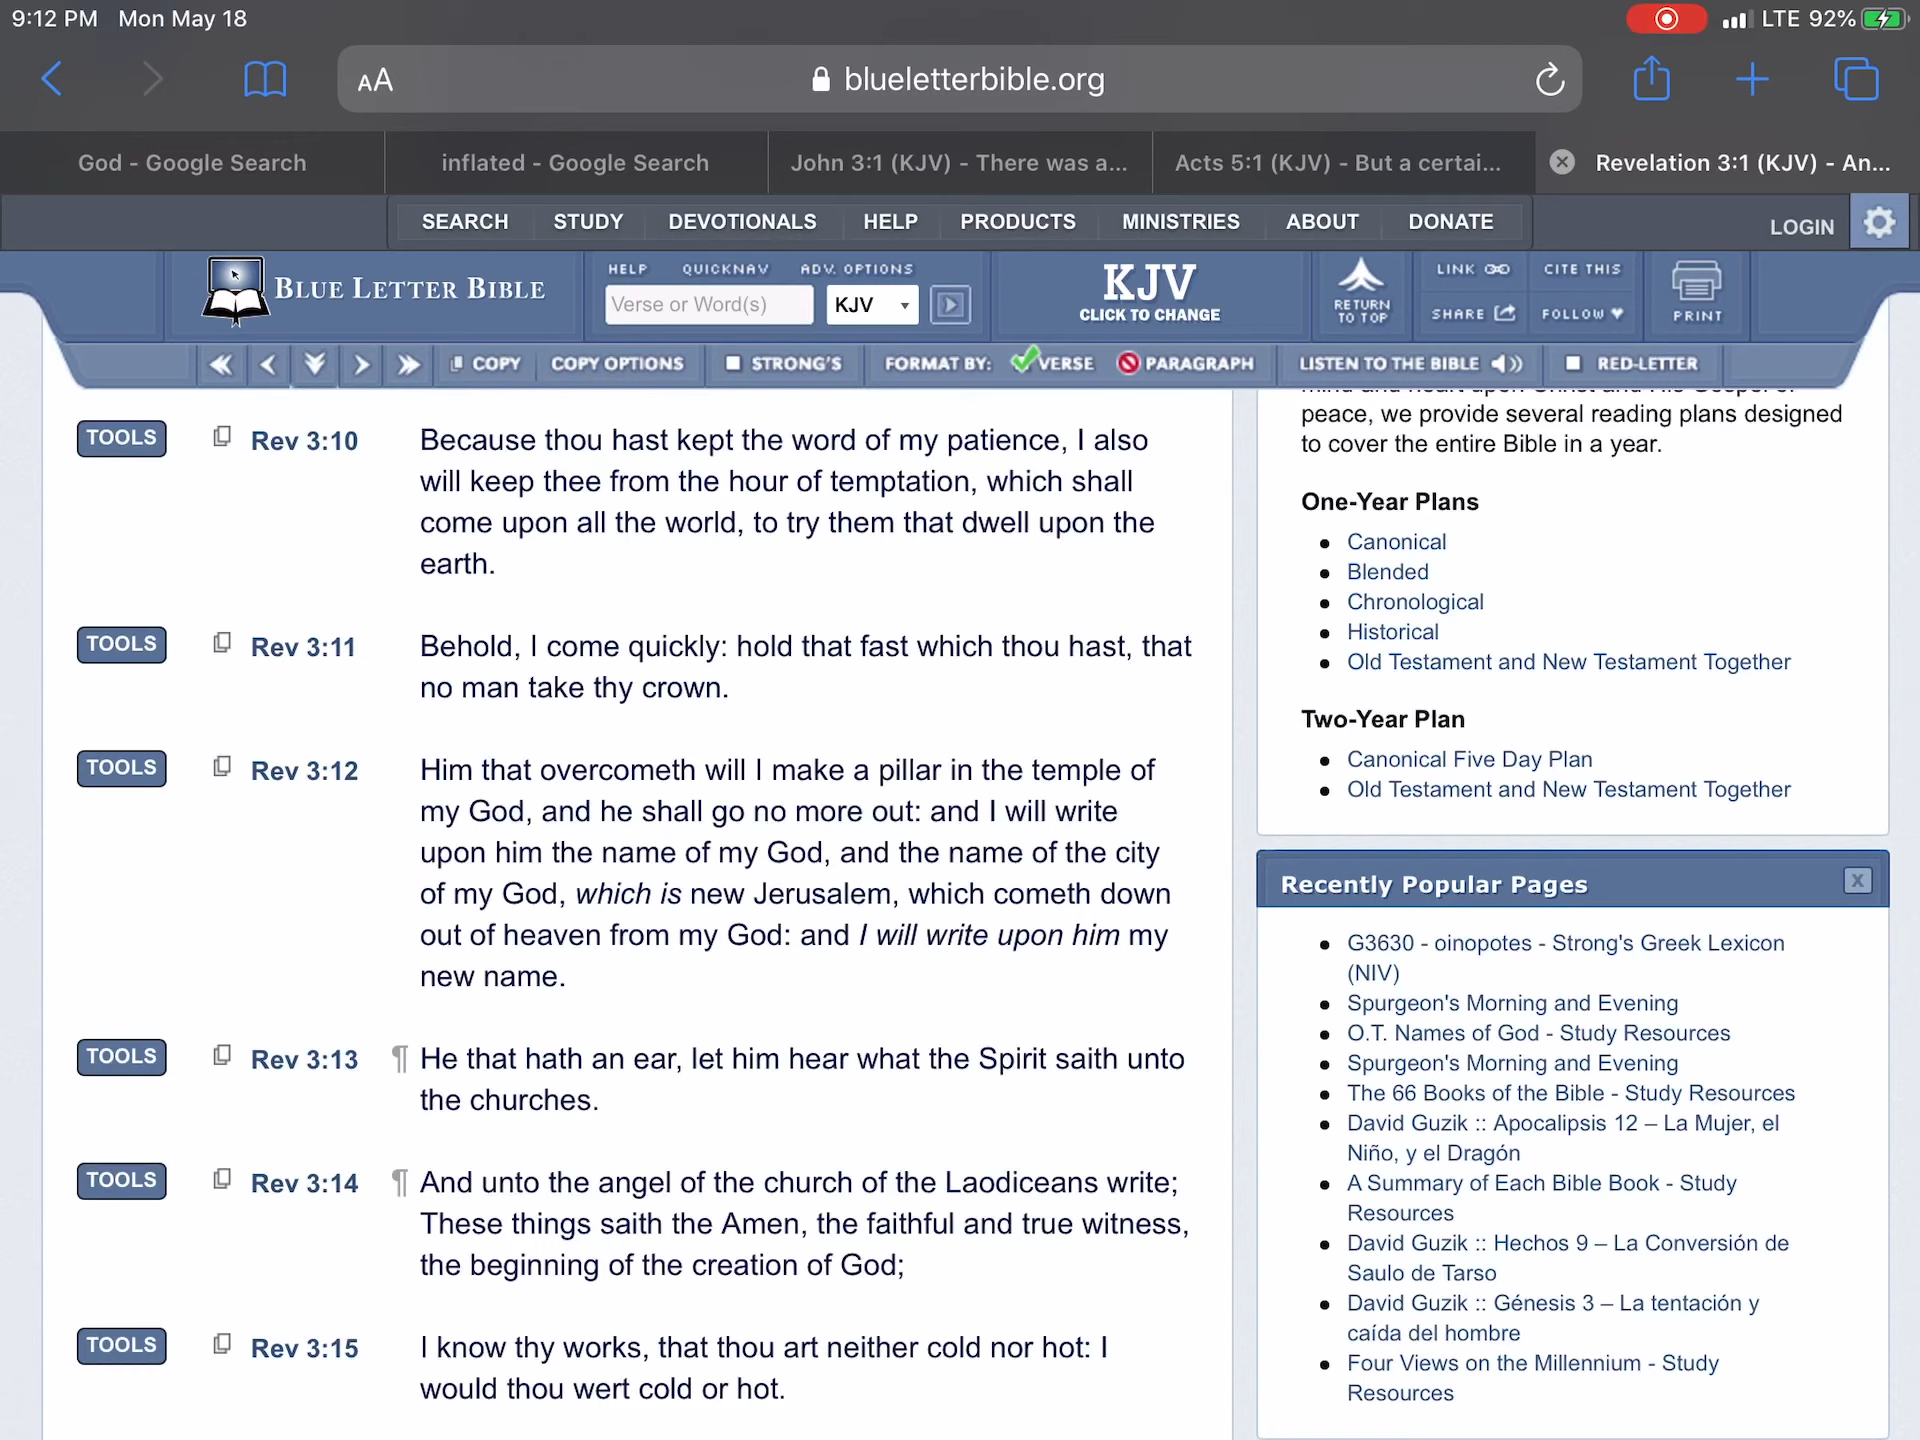 9:12 PM Mon May 18
LTE 92%
AA
blueletterbible.org
God - Google Search
inflated - Google Search
John 3:1 (KJV) - There was a...
Acts 5:1 (KJV) - But a certai...
Revelation 3:1 (KJV) - An...
SEARCH STUDY DEVOTIONALS HELP PRODUCTS MINISTRIES ABOUT DONATE
LOGIN
BLUE LETTER BIBLE
HELP QUICKNAV ADV. OPTIONS
Verse or Word(s)
KJV
KJV
CLICK TO CHANGE
RETURN
TO TOP
LINK
CITE THIS
SHARE
FOLLOW
PRINT
COPY COPY OPTIONS STRONG'S FORMAT BY: VERSE PARAGRAPH LISTEN TO THE BIBLE RED-LETTER
TOOLS Rev 3:10 Because thou hast kept the word of my patience, I also
will keep thee from the hour of temptation, which shall
come upon all the world, to try them that dwell upon the
earth.
TOOLS Rev 3:11 Behold, I come quickly: hold that fast which thou hast, that
no man take thy crown.
TOOLS Rev 3:12 Him that overcometh will I make a pillar in the temple of
my God, and he shall go no more out: and I will write
upon him the name of my God, and the name of the city
of my God, which is new Jerusalem, which cometh down
out of heaven from my God: and I will write upon him my
new name.
TOOLS Rev 3:13 ¶ He that hath an ear, let him hear what the Spirit saith unto
the churches.
TOOLS Rev 3:14 ¶ And unto the angel of the church of the Laodiceans write;
These things saith the Amen, the faithful and true witness,
the beginning of the creation of God;
TOOLS Rev 3:15 I know thy works, that thou art neither cold nor hot: I
would thou wert cold or hot.
mind and heart upon Christ and His Gospel of
peace, we provide several reading plans designed
to cover the entire Bible in a year.
One-Year Plans
• Canonical
• Blended
• Chronological
• Historical
• Old Testament and New Testament Together
Two-Year Plan
• Canonical Five Day Plan
• Old Testament and New Testament Together
Recently Popular Pages X
• G3630 - oinopotes - Strong's Greek Lexicon
(NIV)
• Spurgeon's Morning and Evening
• O.T. Names of God - Study Resources
• Spurgeon's Morning and Evening
• The 66 Books of the Bible - Study Resources
• David Guzik :: Apocalipsis 12 – La Mujer, el
Niño, y el Dragón
• A Summary of Each Bible Book - Study
Resources
• David Guzik :: Hechos 9 – La Conversión de
Saulo de Tarso
• David Guzik :: Génesis 3 – La tentación y
caída del hombre
• Four Views on the Millennium - Study
Resources